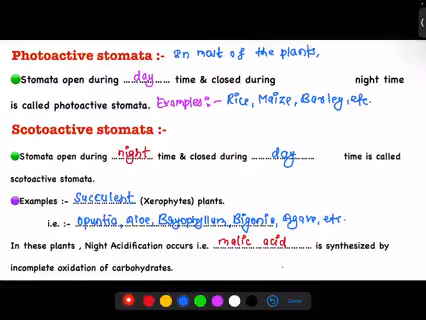 Photoactive stomata :- In most of the plants,
Stomata open during ...day... time & closed during night time
is called photoactive stomata. Examples:- Rice, Maize, Barley, etc.
Scotoactive stomata :-
Stomata open during ...night... time & closed during ...day... time is called
scotoactive stomata.
Examples :- Succulent (Xerophytes) plants.
i.e. :- Opuntia, Aloe, Bryophyllum, Bigonia, Agave, etc.
In these plants , Night Acidification occurs i.e. malic acid is synthesized by
incomplete oxidation of carbohydrates.
Done